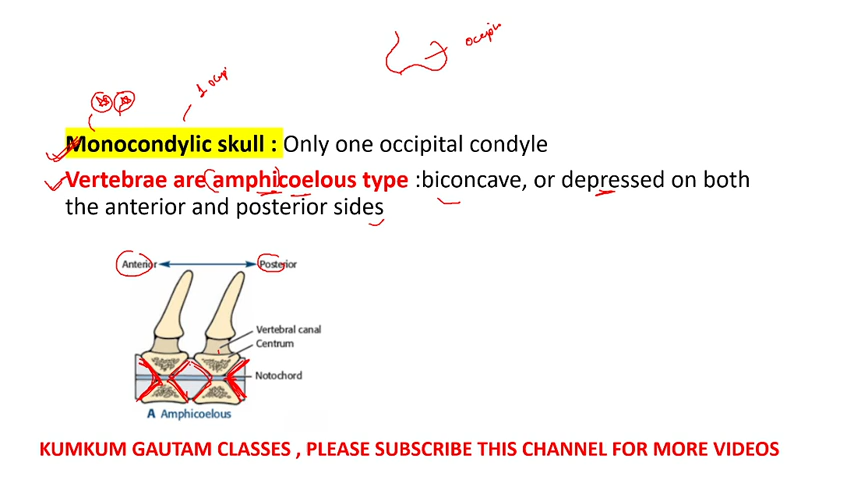 Monocondylic skull : Only one occipital condyle
Vertebrae are amphicoelous type :biconcave, or depressed on both
the anterior and posterior sides
Anterior Posterior
Vertebral canal
Centrum
Notochord
A Amphicoelous
KUMKUM GAUTAM CLASSES , PLEASE SUBSCRIBE THIS CHANNEL FOR MORE VIDEOS